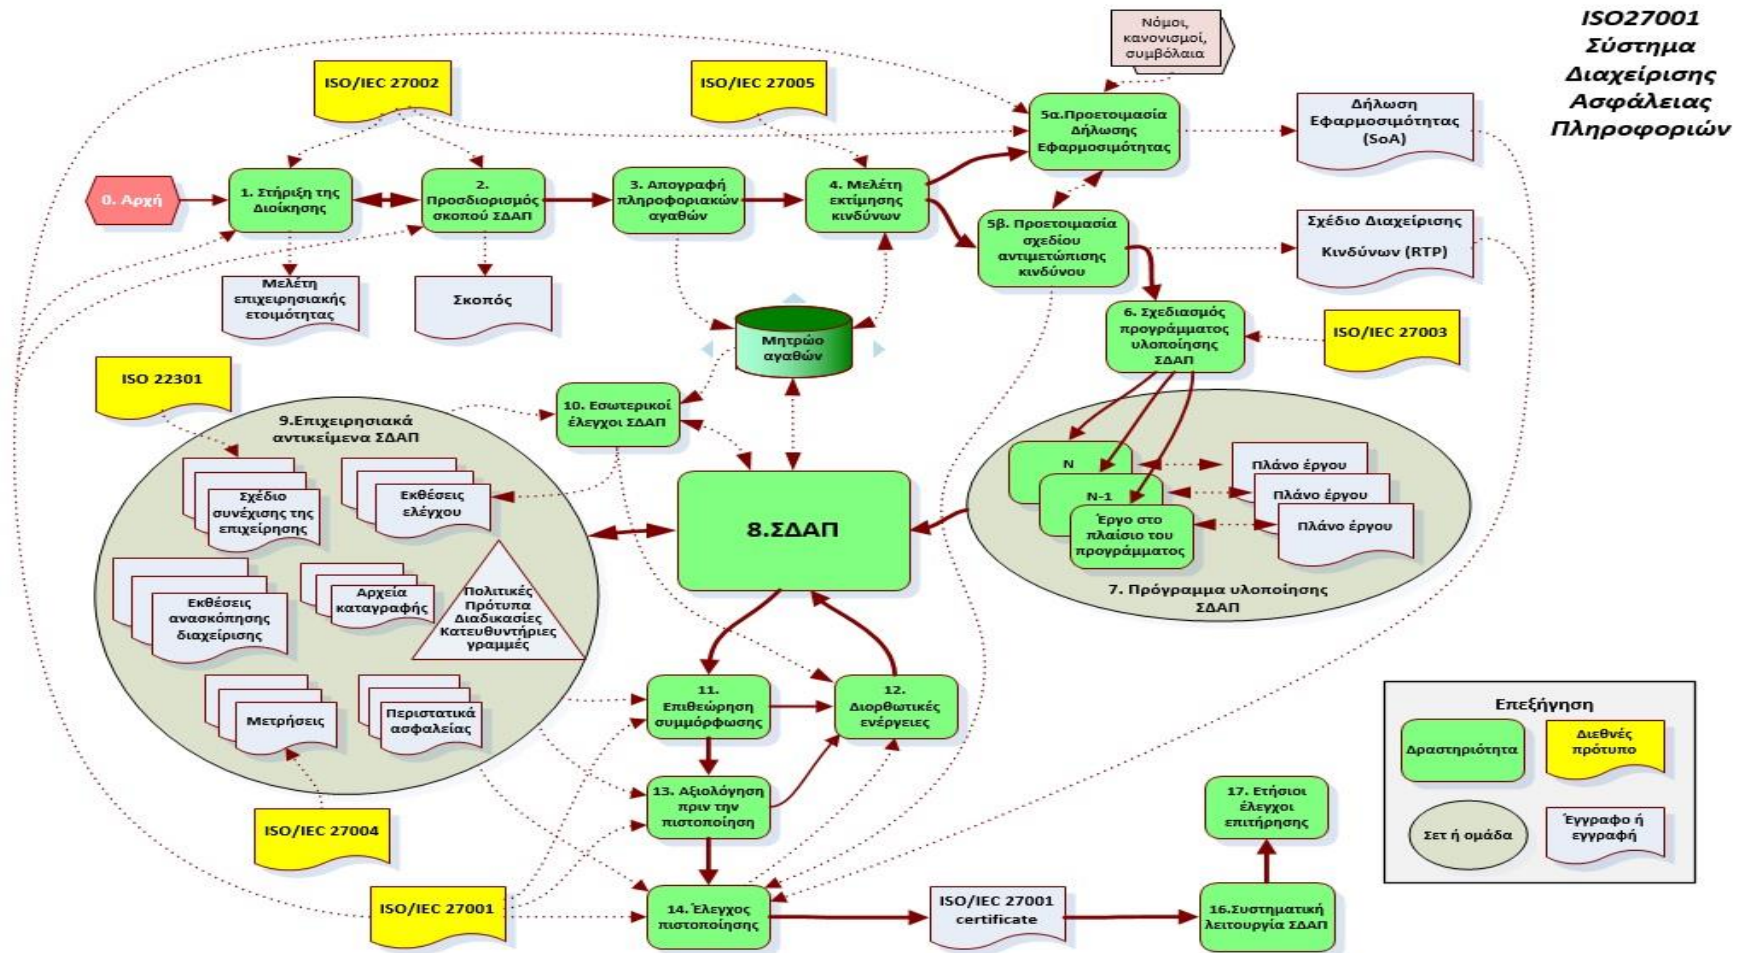 ISO27001
Σύστημα
Διαχείρισης
Ασφάλειας
Πληροφοριών
Νόμοι,
κανονισμοί,
συμβόλαια
ISO/IEC 27002
ISO/IEC 27005
5α.Προετοιμασία
Δήλωσης
Εφαρμοσιμότητας
Δήλωση
Εφαρμοσιμότητας
(SoA)
0. Αρχή
1. Στήριξη της
Διοίκησης
2.
Προσδιορισμός
σκοπού ΣΔΑΠ
3. Απογραφή
πληροφοριακών
αγαθών
4. Μελέτη
εκτίμησης
κινδύνων
5β. Προετοιμασία
σχεδίου
αντιμετώπισης
κινδύνου
Σχέδιο Διαχείρισης
Κινδύνων (RTP)
Μελέτη
επιχειρησιακής
ετοιμότητας
Σκοπός
Μητρώο
αγαθών
6. Σχεδιασμός
προγράμματος
υλοποίησης
ΣΔΑΠ
ISO/IEC 27003
ISO 22301
10. Εσωτερικοί
έλεγχοι ΣΔΑΠ
9.Επιχειρησιακά
αντικείμενα ΣΔΑΠ
Σχέδιο
συνέχισης της
επιχείρησης
Εκθέσεις
ελέγχου
Εκθέσεις
ανασκόπησης
διαχείρισης
Αρχεία
καταγραφής
Πολιτικές
Πρότυπα
Διαδικασίες
Κατευθυντήριες
γραμμές
Μετρήσεις
Περιστατικά
ασφαλείας
8.ΣΔΑΠ
N
N-1
Έργο στο
πλαίσιο του
προγράμματος
Πλάνο έργου
Πλάνο έργου
Πλάνο έργου
7. Πρόγραμμα υλοποίησης
ΣΔΑΠ
11.
Επιθεώρηση
συμμόρφωσης
12.
Διορθωτικές
ενέργειες
13. Αξιολόγηση
πριν την
πιστοποίηση
ISO/IEC 27004
ISO/IEC 27001
14. Έλεγχος
πιστοποίησης
ISO/IEC 27001
certificate
16.Συστηματική
λειτουργία ΣΔΑΠ
17. Ετήσιοι
έλεγχοι
επιτήρησης
Επεξήγηση
Δραστηριότητα
Διεθνές
πρότυπο
Σετ ή ομάδα
Έγγραφο ή
εγγραφή